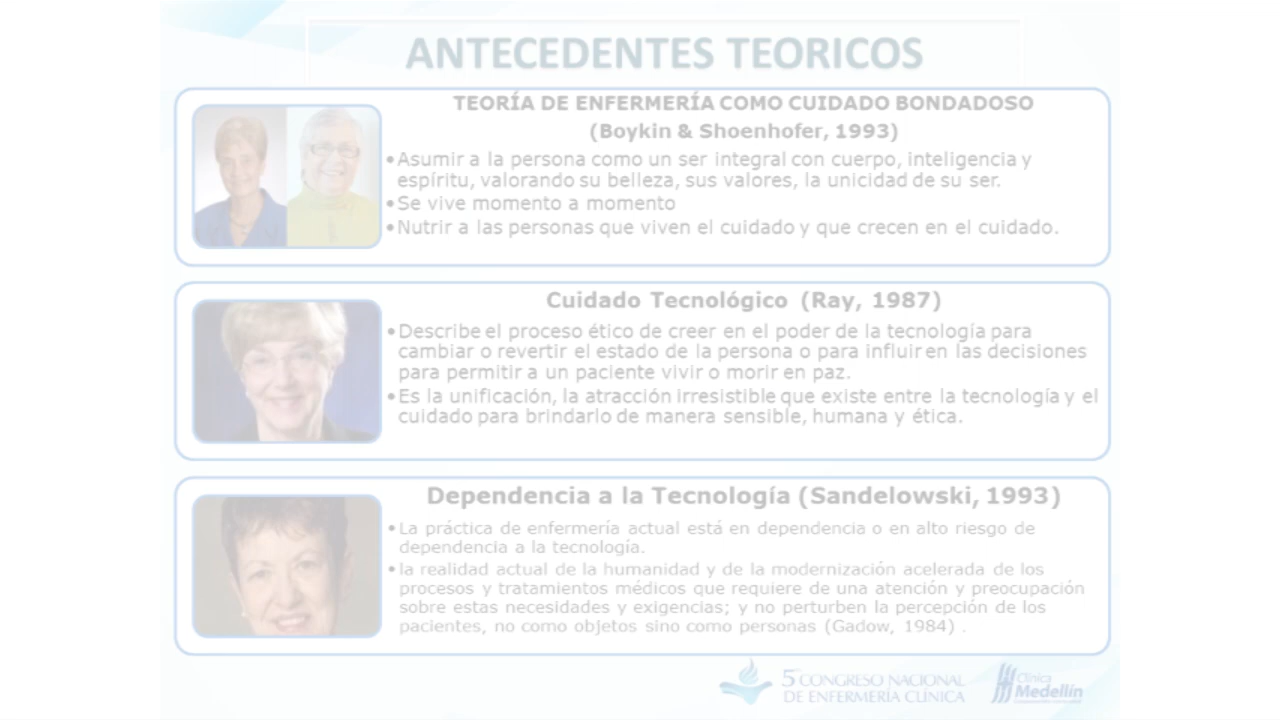 ANTECEDENTES TEORICOS
TEORÍA DE ENFERMERÍA COMO CUIDADO BONDADOSO
(Boykin & Shoenhofer, 1993)
•Asumir a la persona como un ser integral con cuerpo, inteligencia y
espíritu, valorando su belleza, sus valores, la unicidad de su ser.
•Se vive momento a momento
•Nutrir a las personas que viven el cuidado y que crecen en el cuidado.
Cuidado Tecnológico (Ray, 1987)
•Describe el proceso ético de creer en el poder de la tecnología para
cambiar o revertir el estado de la persona o para influir en las decisiones
para permitir a un paciente vivir o morir en paz.
•Es la unificación, la atracción irresistible que existe entre la tecnología y el
cuidado para brindarlo de manera sensible, humana y ética.
Dependencia a la Tecnología (Sandelowski, 1993)
•La práctica de enfermería actual está en dependencia o en alto riesgo de
dependencia a la tecnología.
•la realidad actual de la humanidad y de la modernización acelerada de los
procesos y tratamientos médicos que requiere de una atención y preocupación
sobre estas necesidades y exigencias; y no perturben la percepción de los
pacientes, no como objetos sino como personas (Gadow, 1984) .
5° CONGRESO NACIONAL
DE ENFERMERÍA CLÍNICA
Clínica
Medellín